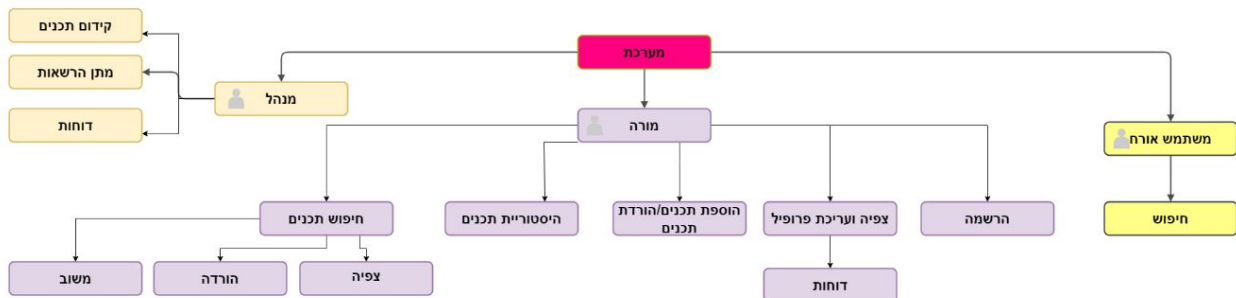 קידום תכנים
מערכת
מתן הרשאות
מנהל
דוחות
מורה
משתמש אורח
חיפוש תכנים
היסטוריית תכנים
הוספת תכנים/הורדת
תכנים
צפיה ועריכת פרופיל
הרשמה
חיפוש
משוב
הורדה
צפיה
דוחות